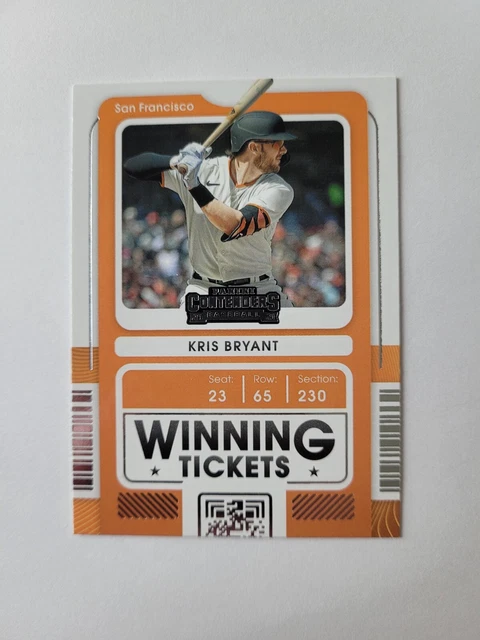 San Francisco
PANINI
CONTENDERS
BASEBALL
KRIS BRYANT
Seat: Row: Section:
23 65 230
WINNING
TICKETS